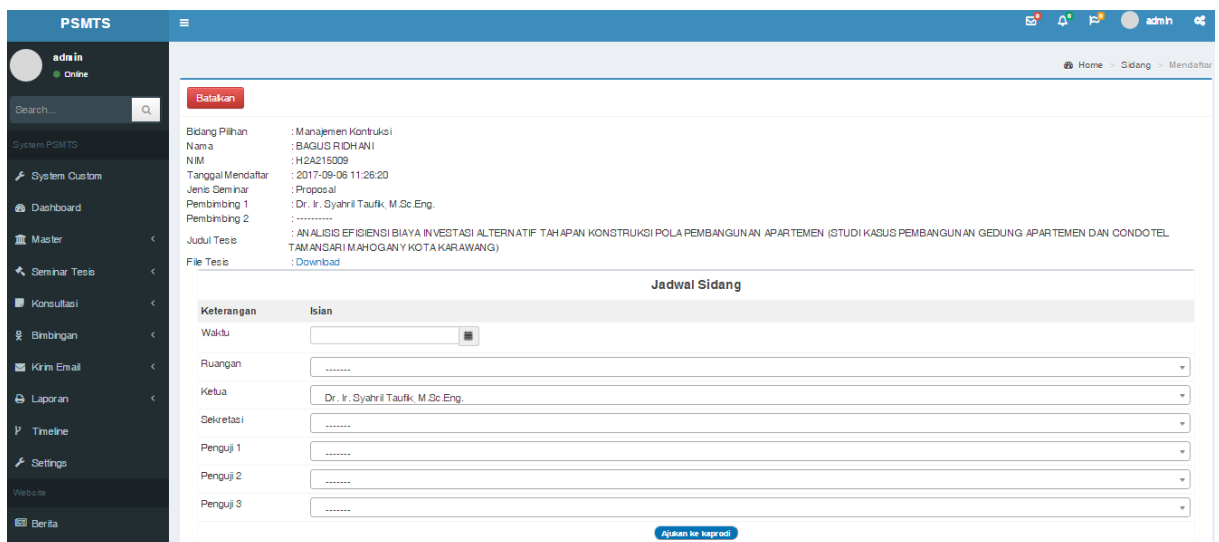 PSMTS
admin
admin
Online
Home > Sidang > Mendaftar
Search...
Batalkan
System PSMTS
System Custom
Dashboard
Master
Seminar Tesis
Konsultasi
Bimbingan
Kirim Email
Laporan
Timeline
Settings
Website
Berita
Bidang Pilihan : Manajemen Kontruksi
Nama : BAGUS RIDHANI
NIM : H2A215009
Tanggal Mendaftar : 2017-09-06 11:26:20
Jenis Seminar : Proposal
Pembimbing 1 : Dr. Ir. Syahril Taufik, M.Sc.Eng.
Pembimbing 2 : ----------
Judul Tesis : ANALISIS EFISIENSI BIAYA INVESTASI ALTERNATIF TAHAPAN KONSTRUKSI POLA PEMBANGUNAN APARTEMEN (STUDI KASUS PEMBANGUNAN GEDUNG APARTEMEN DAN CONDOTEL
TAMANSARI MAHOGANY KOTA KARAWANG)
File Tesis : Download
Jadwal Sidang
Keterangan Isian
Waktu
Ruangan -------
Ketua Dr. Ir. Syahril Taufik, M.Sc.Eng.
Sekretasi -------
Penguji 1 -------
Penguji 2 -------
Penguji 3 -------
Ajukan ke kaprodi